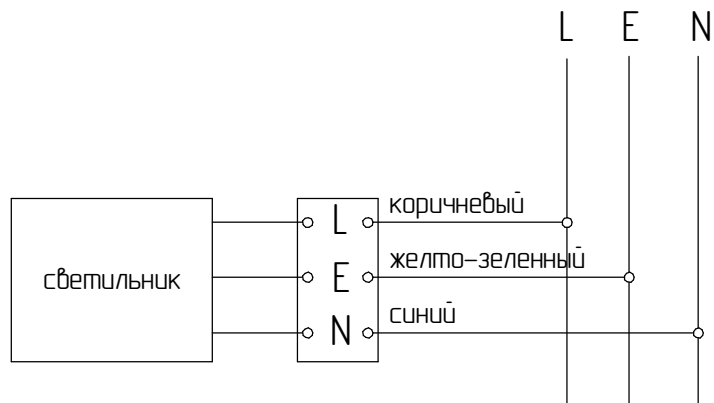 L E N
светильник
L коричневый
E желто-зеленный
N синий